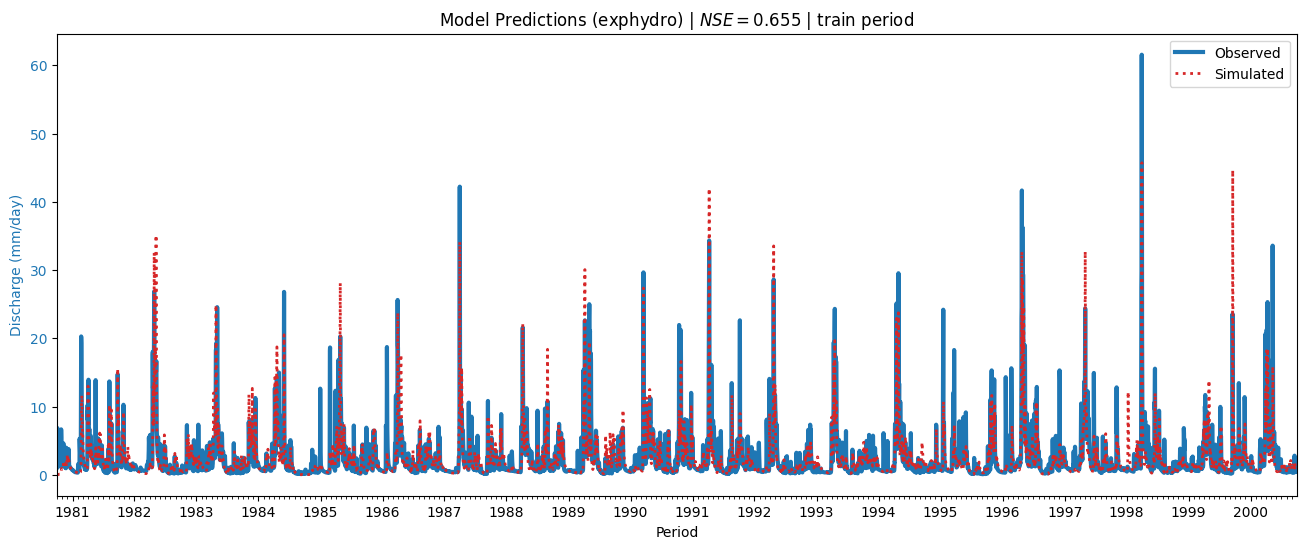 Model Predictions (exphydro) | NSE = 0.655 | train period
Observed
Simulated
Discharge (mm/day)
60
50
40
30
20
10
0
1981 1982 1983 1984 1985 1986 1987 1988 1989 1990 1991 1992 1993 1994 1995 1996 1997 1998 1999 2000
Period